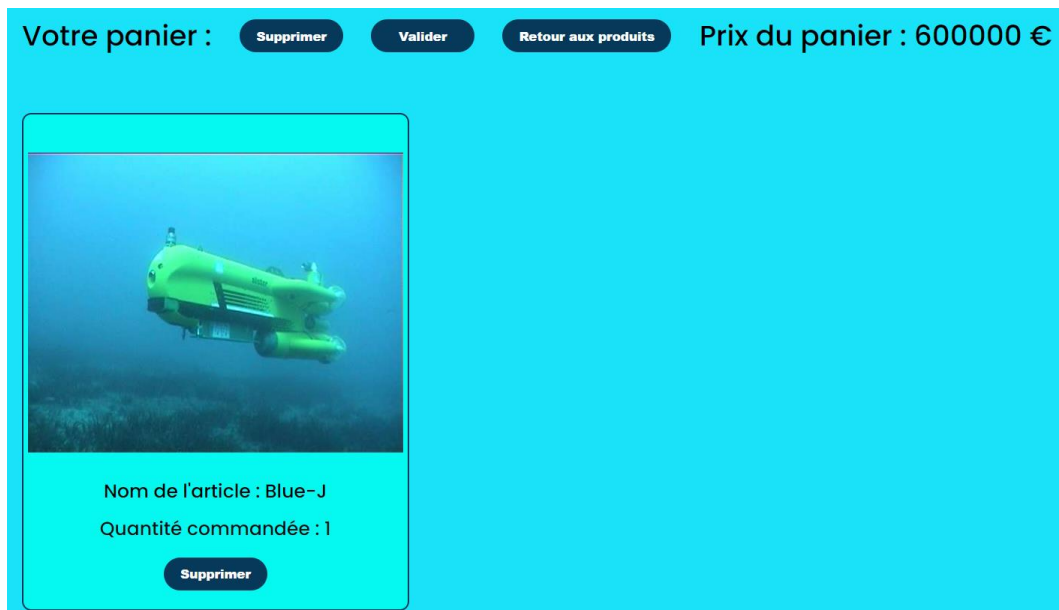 Votre panier :
Supprimer
Valider
Retour aux produits
Prix du panier : 600000 €
Nom de l'article : Blue-J
Quantité commandée : 1
Supprimer